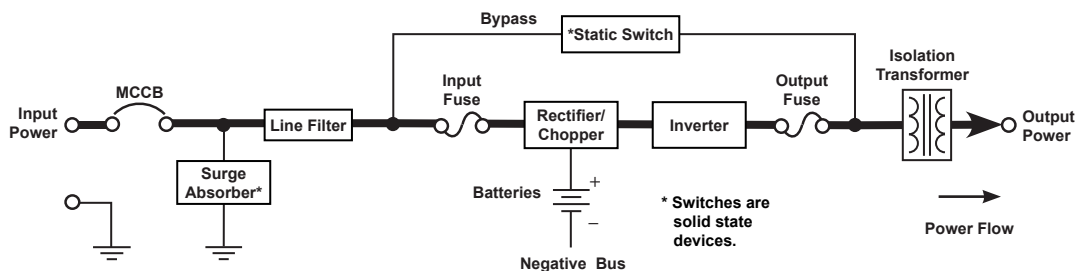 Bypass
*Static Switch
Isolation
Transformer
MCCB
Input
Fuse
Output
Fuse
Input
Power
Line Filter
Rectifier/
Chopper
Inverter
Output
Power
Surge
Absorber*
Batteries
+
–
* Switches are
solid state
devices.
Power Flow
Negative Bus